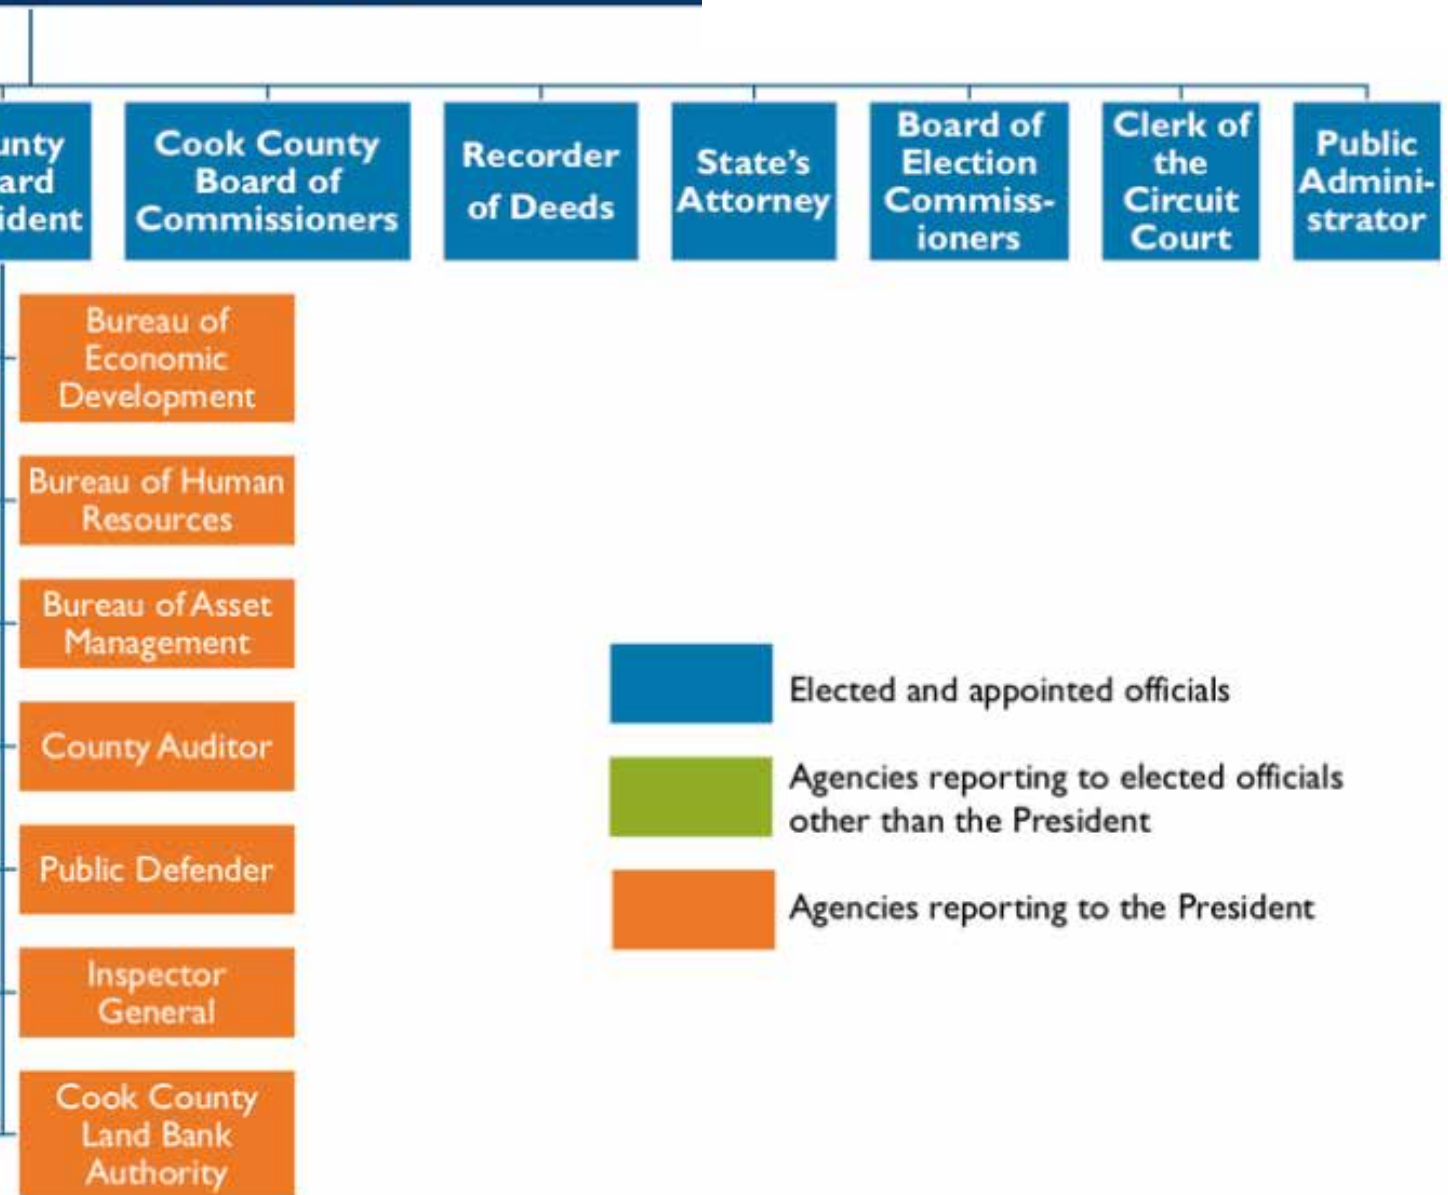 Cook County
Board of
Commissioners
Recorder
of Deeds
State's
Attorney
Board of
Election
Commiss-
ioners
Clerk of
the
Circuit
Court
Public
Admini-
strator
Bureau of
Economic
Development
Bureau of Human
Resources
Bureau of Asset
Management
County Auditor
Public Defender
Inspector
General
Cook County
Land Bank
Authority
Elected and appointed officials
Agencies reporting to elected officials
other than the President
Agencies reporting to the President